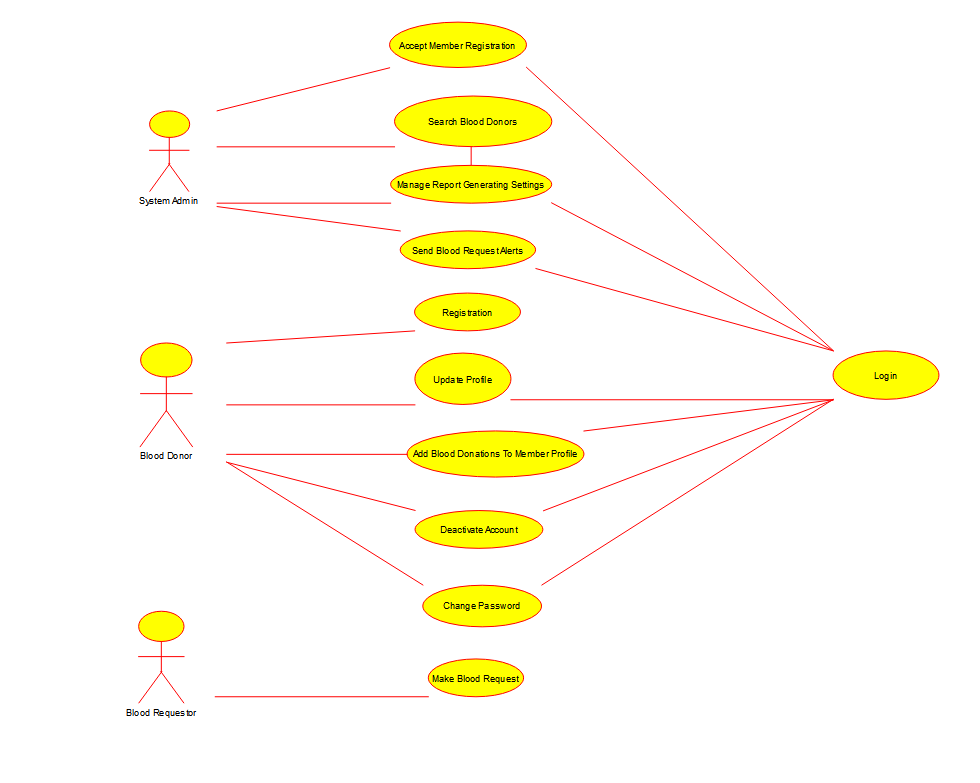 Accept Member Registration
Search Blood Donors
Manage Report Generating Settings
System Admin
Send Blood Request Alerts
Registration
Update Profile
Login
Add Blood Donations To Member Profile
Blood Donor
Deactivate Account
Change Password
Make Blood Request
Blood Requestor